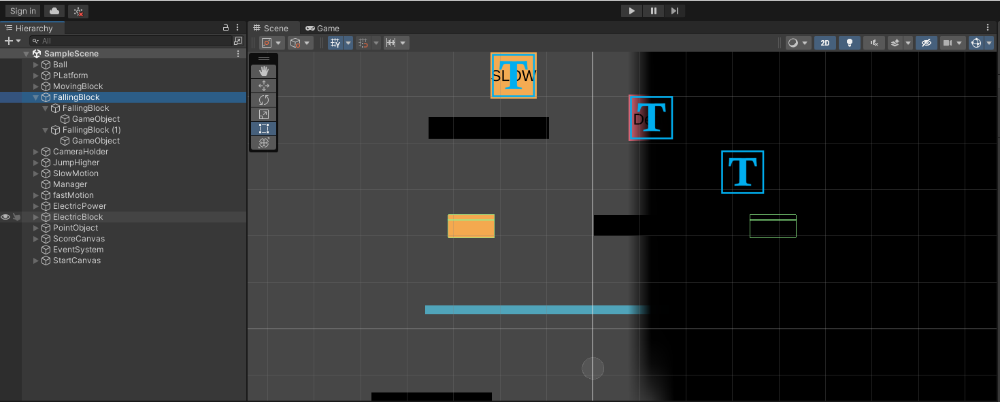 Sign in
Hierarchy
All
SampleScene
Ball
PLatform
MovingBlock
FallingBlock
FallingBlock
GameObject
FallingBlock (1)
GameObject
CameraHolder
JumpHigher
SlowMotion
Manager
fastMotion
ElectricPower
ElectricBlock
PointObject
ScoreCanvas
EventSystem
StartCanvas
Scene Game
2D
SLOW
T
T
T